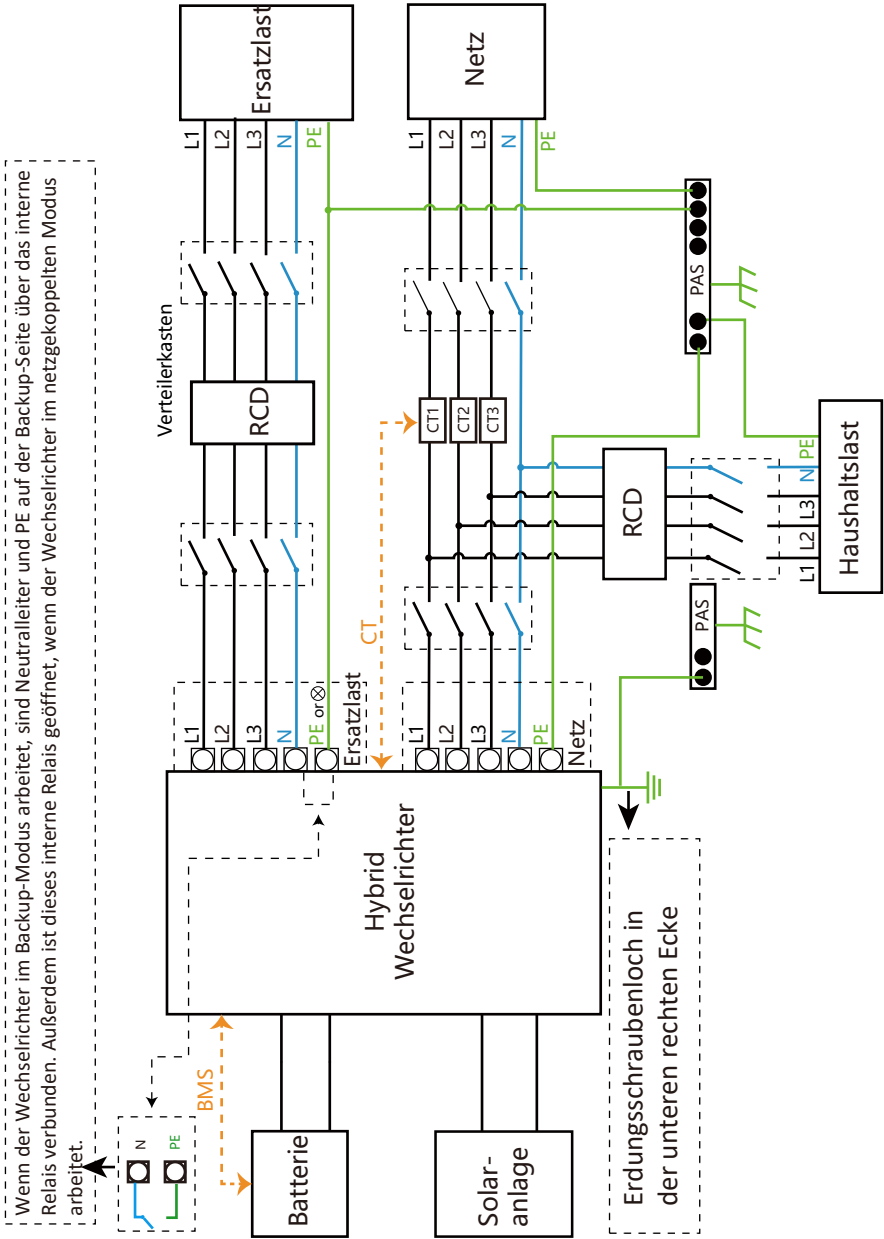 Wenn der Wechselrichter im Backup-Modus arbeitet, sind Neutralleiter und PE auf der Backup-Seite über das interne
Relais verbunden. Außerdem ist dieses interne Relais geöffnet, wenn der Wechselrichter im netzgekoppelten Modus
arbeitet.
N
PE
BMS
Batterie
Solar-
anlage
Hybrid
Wechselrichter
Erdungsschraubenloch in
der unteren rechten Ecke
L1
L2
L3
N
PE or⊗
Ersatzlast
CT
L1
L2
L3
N
PE
Netz
Verteilerkasten
RCD
CT1
CT2
CT3
L1
L2
L3
N
PE
Ersatzlast
L1
L2
L3
N
PE
Netz
RCD
PAS
PAS
L1
L2
L3
N
PE
Haushaltslast